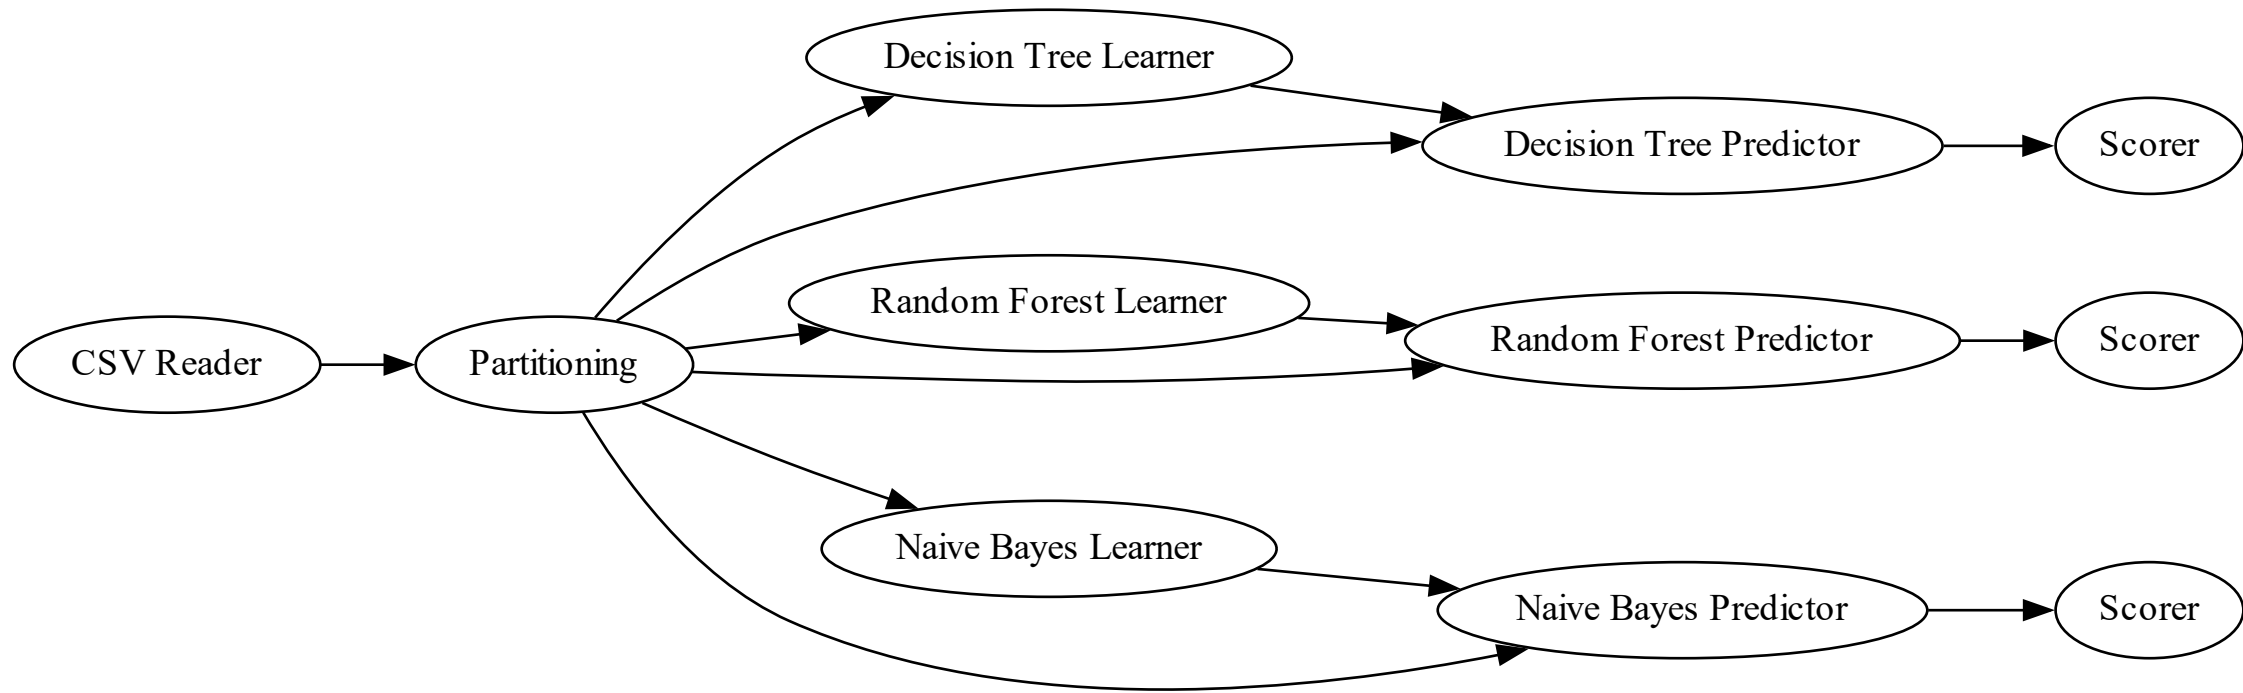 Decision Tree Learner
Decision Tree Predictor
Scorer
Random Forest Learner
CSV Reader
Partitioning
Random Forest Predictor
Scorer
Naive Bayes Learner
Naive Bayes Predictor
Scorer